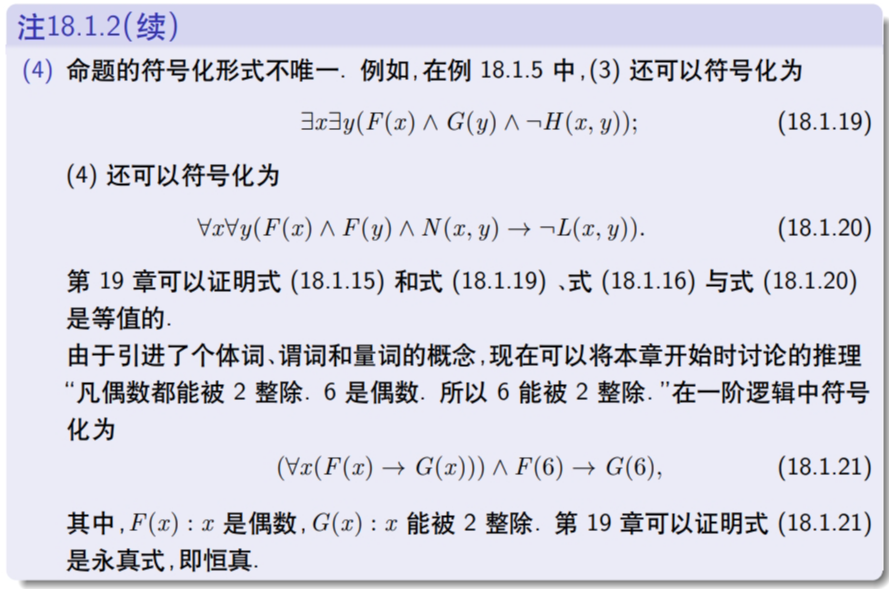 注18.1.2(续)
(4) 命题的符号化形式不唯一. 例如,在例 18.1.5 中,(3) 还可以符号化为
∃x∃y(F(x) ∧ G(y) ∧ ¬H(x, y)); (18.1.19)
(4) 还可以符号化为
∀x∀y(F(x) ∧ F(y) ∧ N(x, y) → ¬L(x, y)). (18.1.20)
第 19 章可以证明式 (18.1.15) 和式 (18.1.19) 、式 (18.1.16) 与式 (18.1.20)
是等值的.
由于引进了个体词、谓词和量词的概念,现在可以将本章开始时讨论的推理
“凡偶数都能被 2 整除. 6 是偶数. 所以 6 能被 2 整除. ”在一阶逻辑中符号
化为
(∀x(F(x) → G(x))) ∧ F(6) → G(6), (18.1.21)
其中,F(x) : x 是偶数,G(x) : x 能被 2 整除. 第 19 章可以证明式 (18.1.21)
是永真式,即恒真.